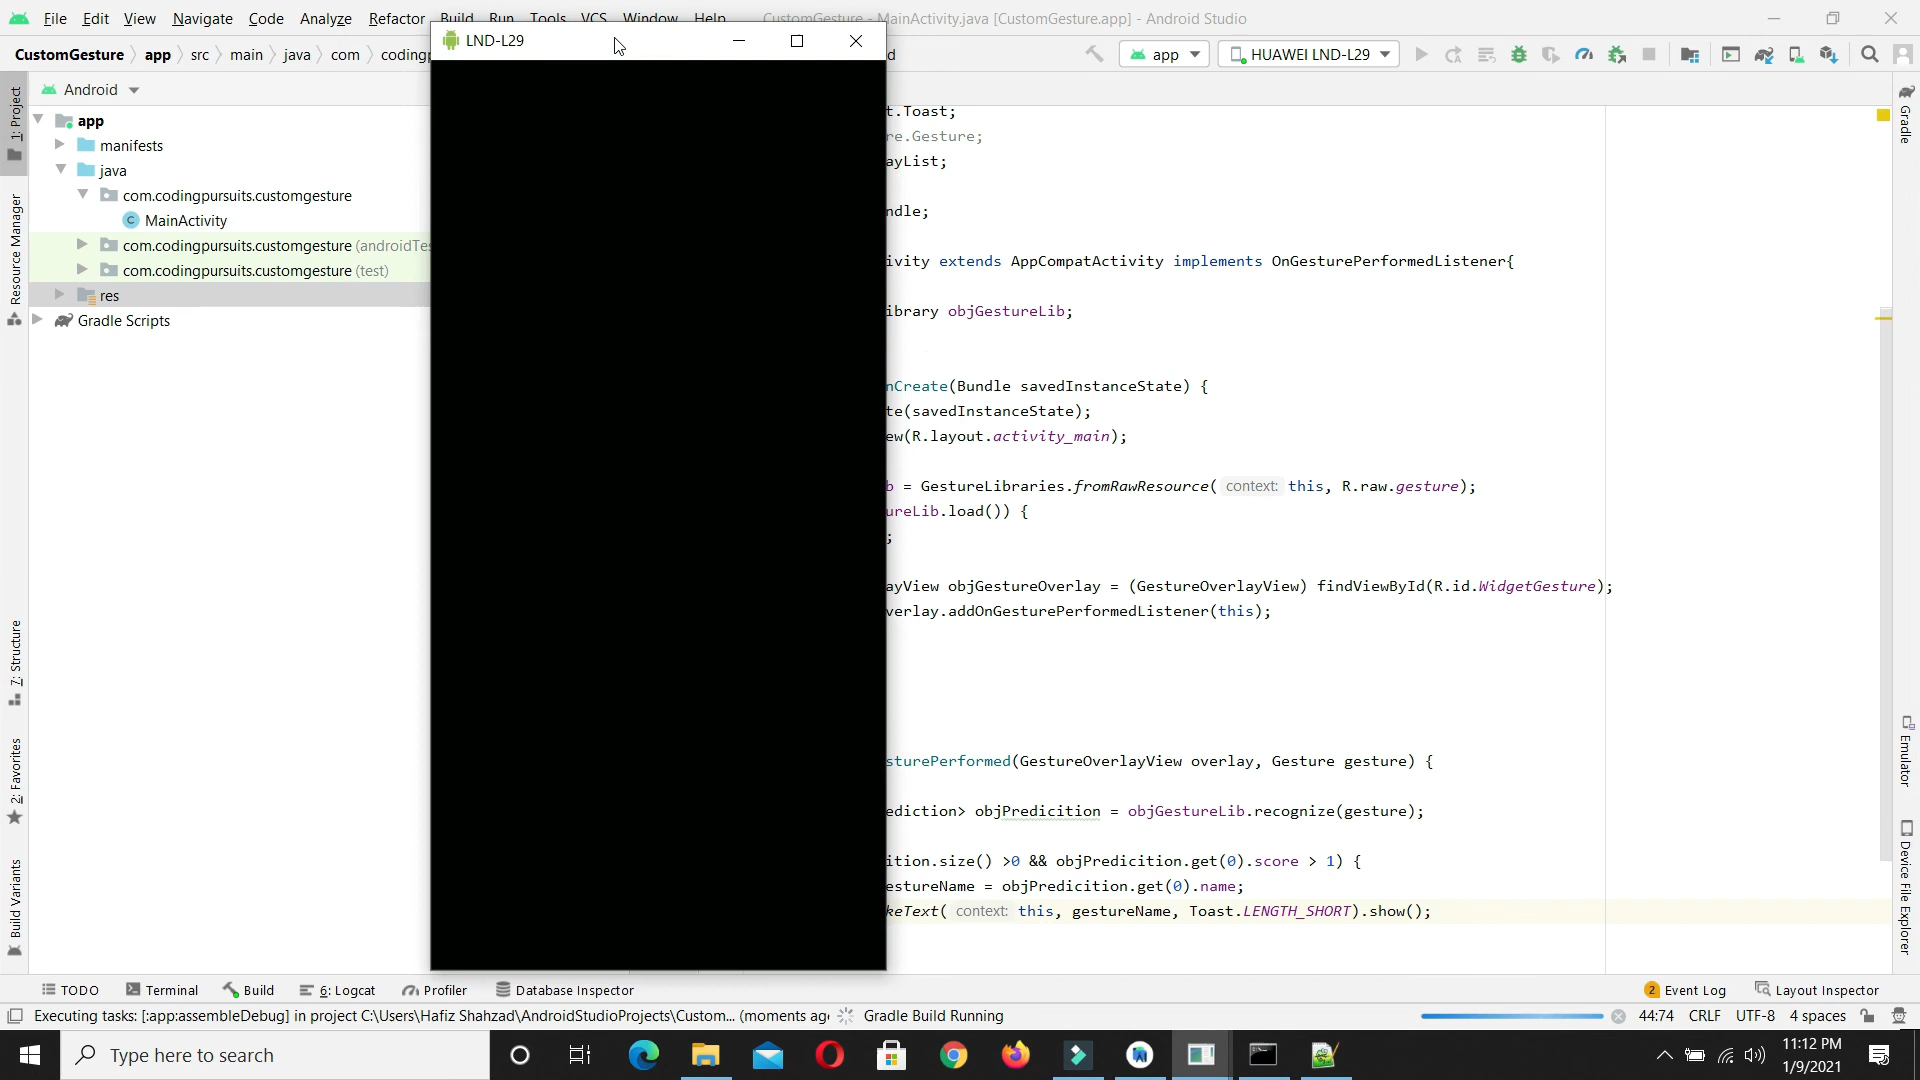 File Edit View Navigate Code Analyze Refactor Build Run Tools VCS Window Help CustomGesture - MainActivity.java [CustomGesture.app] - Android Studio
LND-L29
CustomGesture app src main java com
app HUAWEI LND-L29
Android
app
manifests
java
com.codingpursuits.customgesture
MainActivity
com.codingpursuits.customgesture
com.codingpursuits.customgesture (test)
res
Gradle Scripts
1: Project
Resource Manager
7: Structure
2: Favorites
Build Variants
t.Toast;
re.Gesture;
ayList;
ndle;
ivity extends AppCompatActivity implements OnGesturePerformedListener{
ibrary objGestureLib;
nCreate(Bundle savedInstanceState) {
te(savedInstanceState);
ew(R.layout.activity_main);
b = GestureLibraries.fromRawResource( context: this, R.raw.gesture);
ureLib.load()) {
;
ayView objGestureOverlay = (GestureOverlayView) findViewById(R.id.WidgetGesture);
verlay.addOnGesturePerformedListener(this);
sturePerformed(GestureOverlayView overlay, Gesture gesture) {
ediction> objPredicition = objGestureLib.recognize(gesture);
ition.size() >0 && objPredicition.get(0).score > 1) {
estureName = objPredicition.get(0).name;
keText( context: this, gestureName, Toast.LENGTH_SHORT).show();
Gradle
Emulator
Device File Explorer
TODO Terminal Build 6: Logcat Profiler Database Inspector 2 Event Log Layout Inspector
Executing tasks: [:app:assembleDebug] in project C:\Users\Hafiz Shahzad\AndroidStudioProjects\Custom... (moments ag Gradle Build Running 44:74 CRLF UTF-8 4 spaces
Type here to search
11:12 PM
1/9/2021